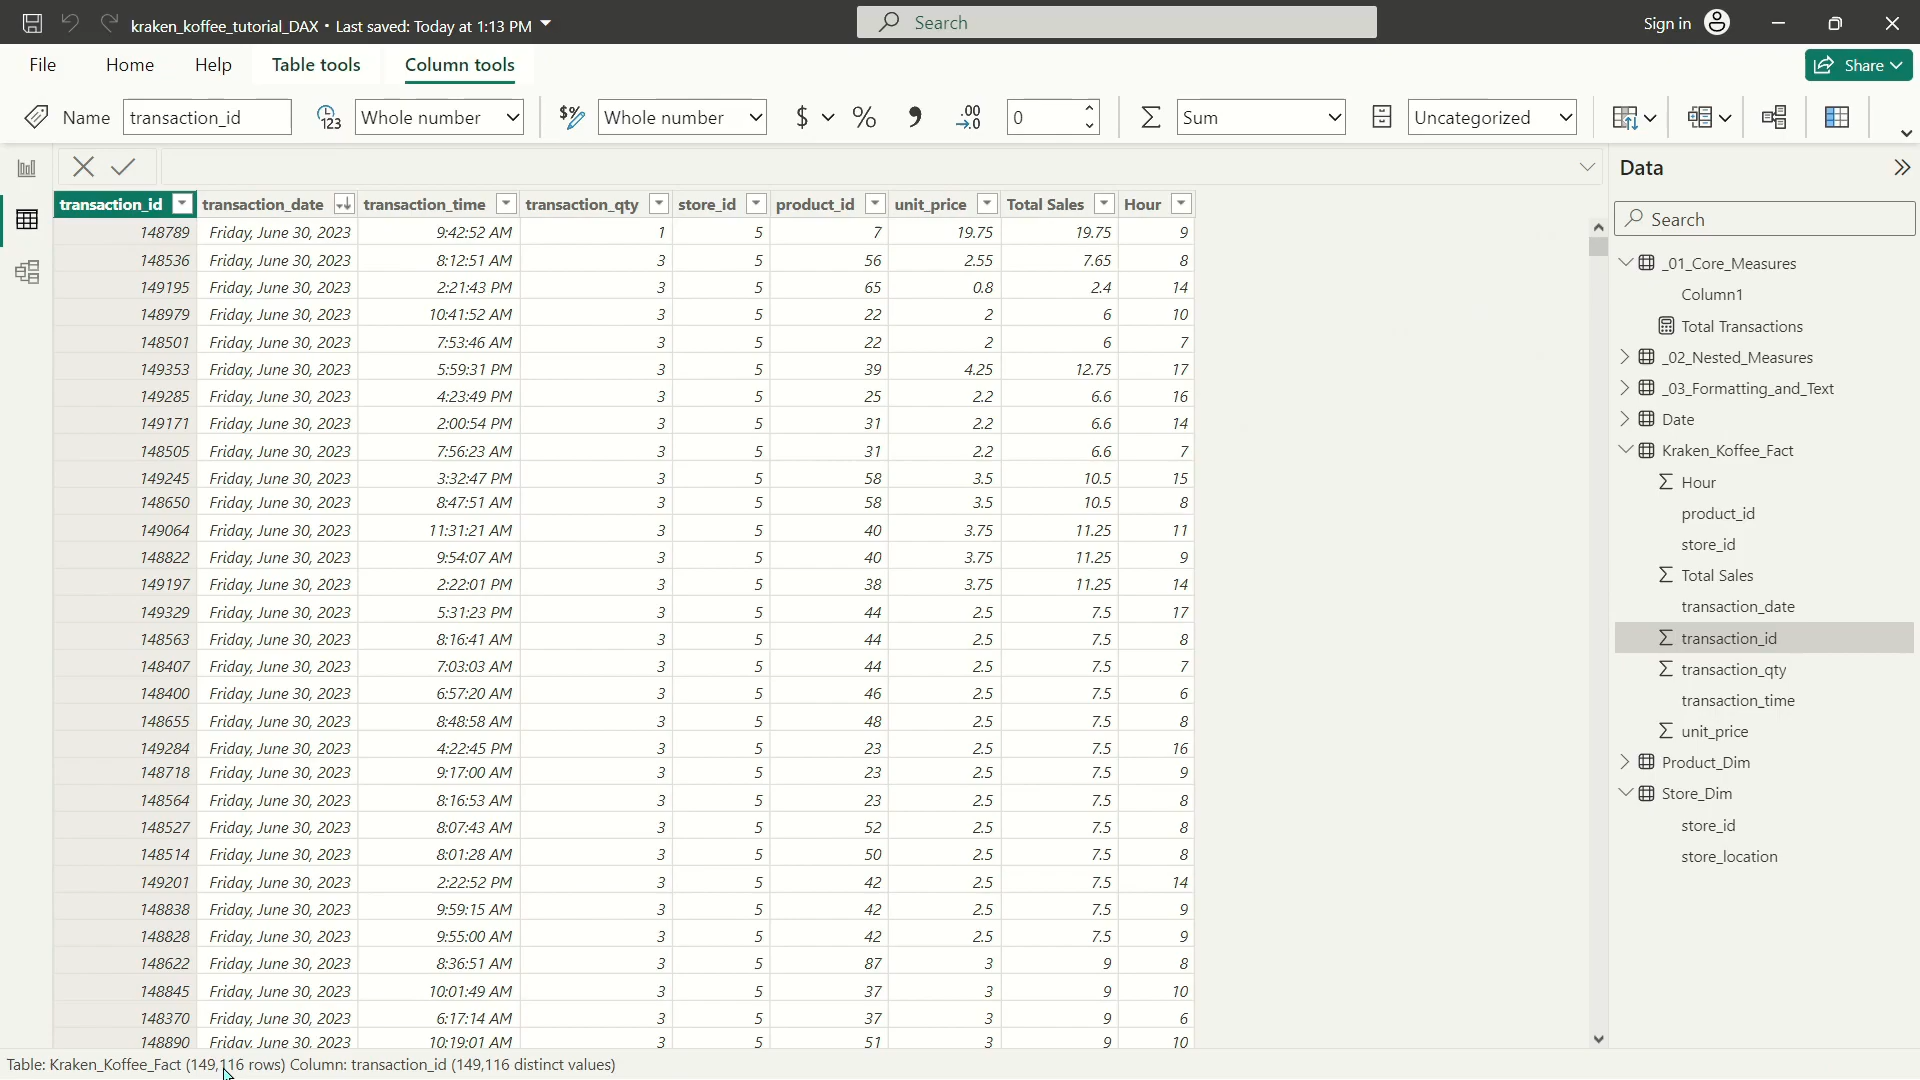 kraken_koffee_tutorial_DAX • Last saved: Today at 1:13 PM
Search
Sign in
File Home Help Table tools Column tools
Share
Name transaction_id Whole number Whole number $ % .00 0 Sum Uncategorized
Data
transaction_id transaction_date transaction_time transaction_qty store_id product_id unit_price Total Sales Hour
148789 Friday, June 30, 2023 9:42:52 AM 1 5 7 19.75 19.75 9
148536 Friday, June 30, 2023 8:12:51 AM 3 5 56 2.55 7.65 8
149195 Friday, June 30, 2023 2:21:43 PM 3 5 65 0.8 2.4 14
148979 Friday, June 30, 2023 10:41:52 AM 3 5 22 2 6 10
148501 Friday, June 30, 2023 7:53:46 AM 3 5 22 2 6 7
149353 Friday, June 30, 2023 5:59:31 PM 3 5 39 4.25 12.75 17
149285 Friday, June 30, 2023 4:23:49 PM 3 5 25 2.2 6.6 16
149171 Friday, June 30, 2023 2:00:54 PM 3 5 31 2.2 6.6 14
148505 Friday, June 30, 2023 7:56:23 AM 3 5 31 2.2 6.6 7
149245 Friday, June 30, 2023 3:32:47 PM 3 5 58 3.5 10.5 15
148650 Friday, June 30, 2023 8:47:51 AM 3 5 58 3.5 10.5 8
149064 Friday, June 30, 2023 11:31:21 AM 3 5 40 3.75 11.25 11
148822 Friday, June 30, 2023 9:54:07 AM 3 5 40 3.75 11.25 9
149197 Friday, June 30, 2023 2:22:01 PM 3 5 38 3.75 11.25 14
149329 Friday, June 30, 2023 5:31:23 PM 3 5 44 2.5 7.5 17
148563 Friday, June 30, 2023 8:16:41 AM 3 5 44 2.5 7.5 8
148407 Friday, June 30, 2023 7:03:03 AM 3 5 44 2.5 7.5 7
148400 Friday, June 30, 2023 6:57:20 AM 3 5 46 2.5 7.5 6
148655 Friday, June 30, 2023 8:48:58 AM 3 5 48 2.5 7.5 8
149284 Friday, June 30, 2023 4:22:45 PM 3 5 23 2.5 7.5 16
148718 Friday, June 30, 2023 9:17:00 AM 3 5 23 2.5 7.5 9
148564 Friday, June 30, 2023 8:16:53 AM 3 5 23 2.5 7.5 8
148527 Friday, June 30, 2023 8:07:43 AM 3 5 52 2.5 7.5 8
148514 Friday, June 30, 2023 8:01:28 AM 3 5 50 2.5 7.5 8
149201 Friday, June 30, 2023 2:22:52 PM 3 5 42 2.5 7.5 14
148838 Friday, June 30, 2023 9:59:15 AM 3 5 42 2.5 7.5 9
148828 Friday, June 30, 2023 9:55:00 AM 3 5 42 2.5 7.5 9
148622 Friday, June 30, 2023 8:36:51 AM 3 5 87 3 9 8
148845 Friday, June 30, 2023 10:01:49 AM 3 5 37 3 9 10
148370 Friday, June 30, 2023 6:17:14 AM 3 5 37 3 9 6
148890 Friday, June 30, 2023 10:19:01 AM 3 5 51 3 9 10
Search
_01_Core_Measures
Column1
Total Transactions
_02_Nested_Measures
_03_Formatting_and_Text
Date
Kraken_Koffee_Fact
Hour
product_id
store_id
Total Sales
transaction_date
transaction_id
transaction_qty
transaction_time
unit_price
Product_Dim
Store_Dim
store_id
store_location
Table: Kraken_Koffee_Fact (149,116 rows) Column: transaction_id (149,116 distinct values)